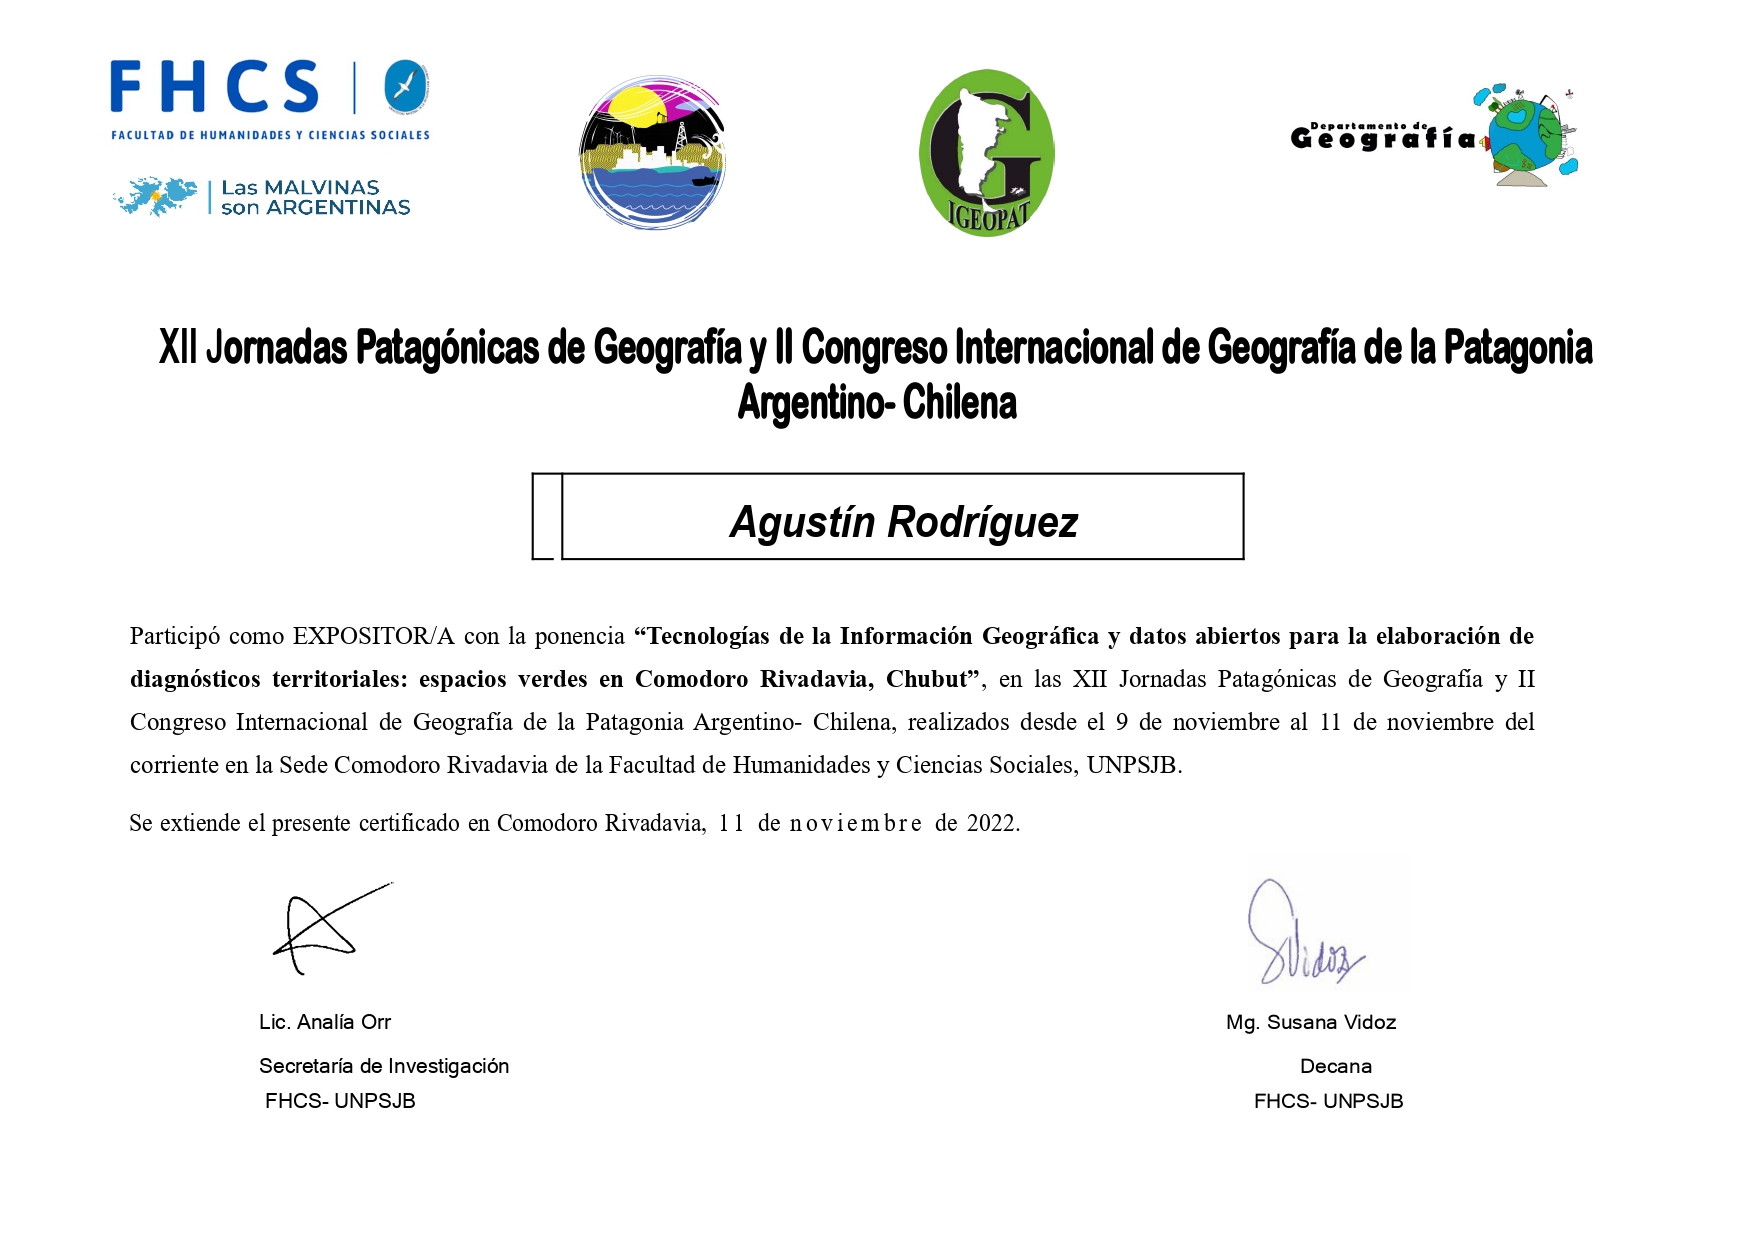 FHCS
FACULTAD DE HUMANIDADES Y CIENCIAS SOCIALES
Las MALVINAS
son ARGENTINAS
G
IGEOPAT
Departamento de
Geografía
XII Jornadas Patagónicas de Geografía y II Congreso Internacional de Geografía de la Patagonia
Argentino- Chilena
Agustín Rodríguez
Participó como EXPOSITOR/A con la ponencia “Tecnologías de la Información Geográfica y datos abiertos para la elaboración de
diagnósticos territoriales: espacios verdes en Comodoro Rivadavia, Chubut”, en las XII Jornadas Patagónicas de Geografía y II
Congreso Internacional de Geografía de la Patagonia Argentino- Chilena, realizados desde el 9 de noviembre al 11 de noviembre del
corriente en la Sede Comodoro Rivadavia de la Facultad de Humanidades y Ciencias Sociales, UNPSJB.
Se extiende el presente certificado en Comodoro Rivadavia, 11 de noviembre de 2022.
SVidoz
Lic. Analía Orr
Mg. Susana Vidoz
Secretaría de Investigación
Decana
FHCS- UNPSJB
FHCS- UNPSJB